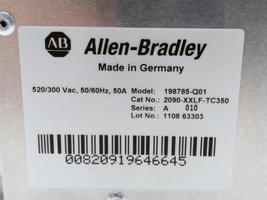 AB
Allen-Bradley
Made in Germany
520/300 Vac, 50/60Hz, 50A Model: 198785-Q01
Cat No.: 2090-XXLF-TC350
Series: A 010
Lot No.: 1108 63303
00820919646645